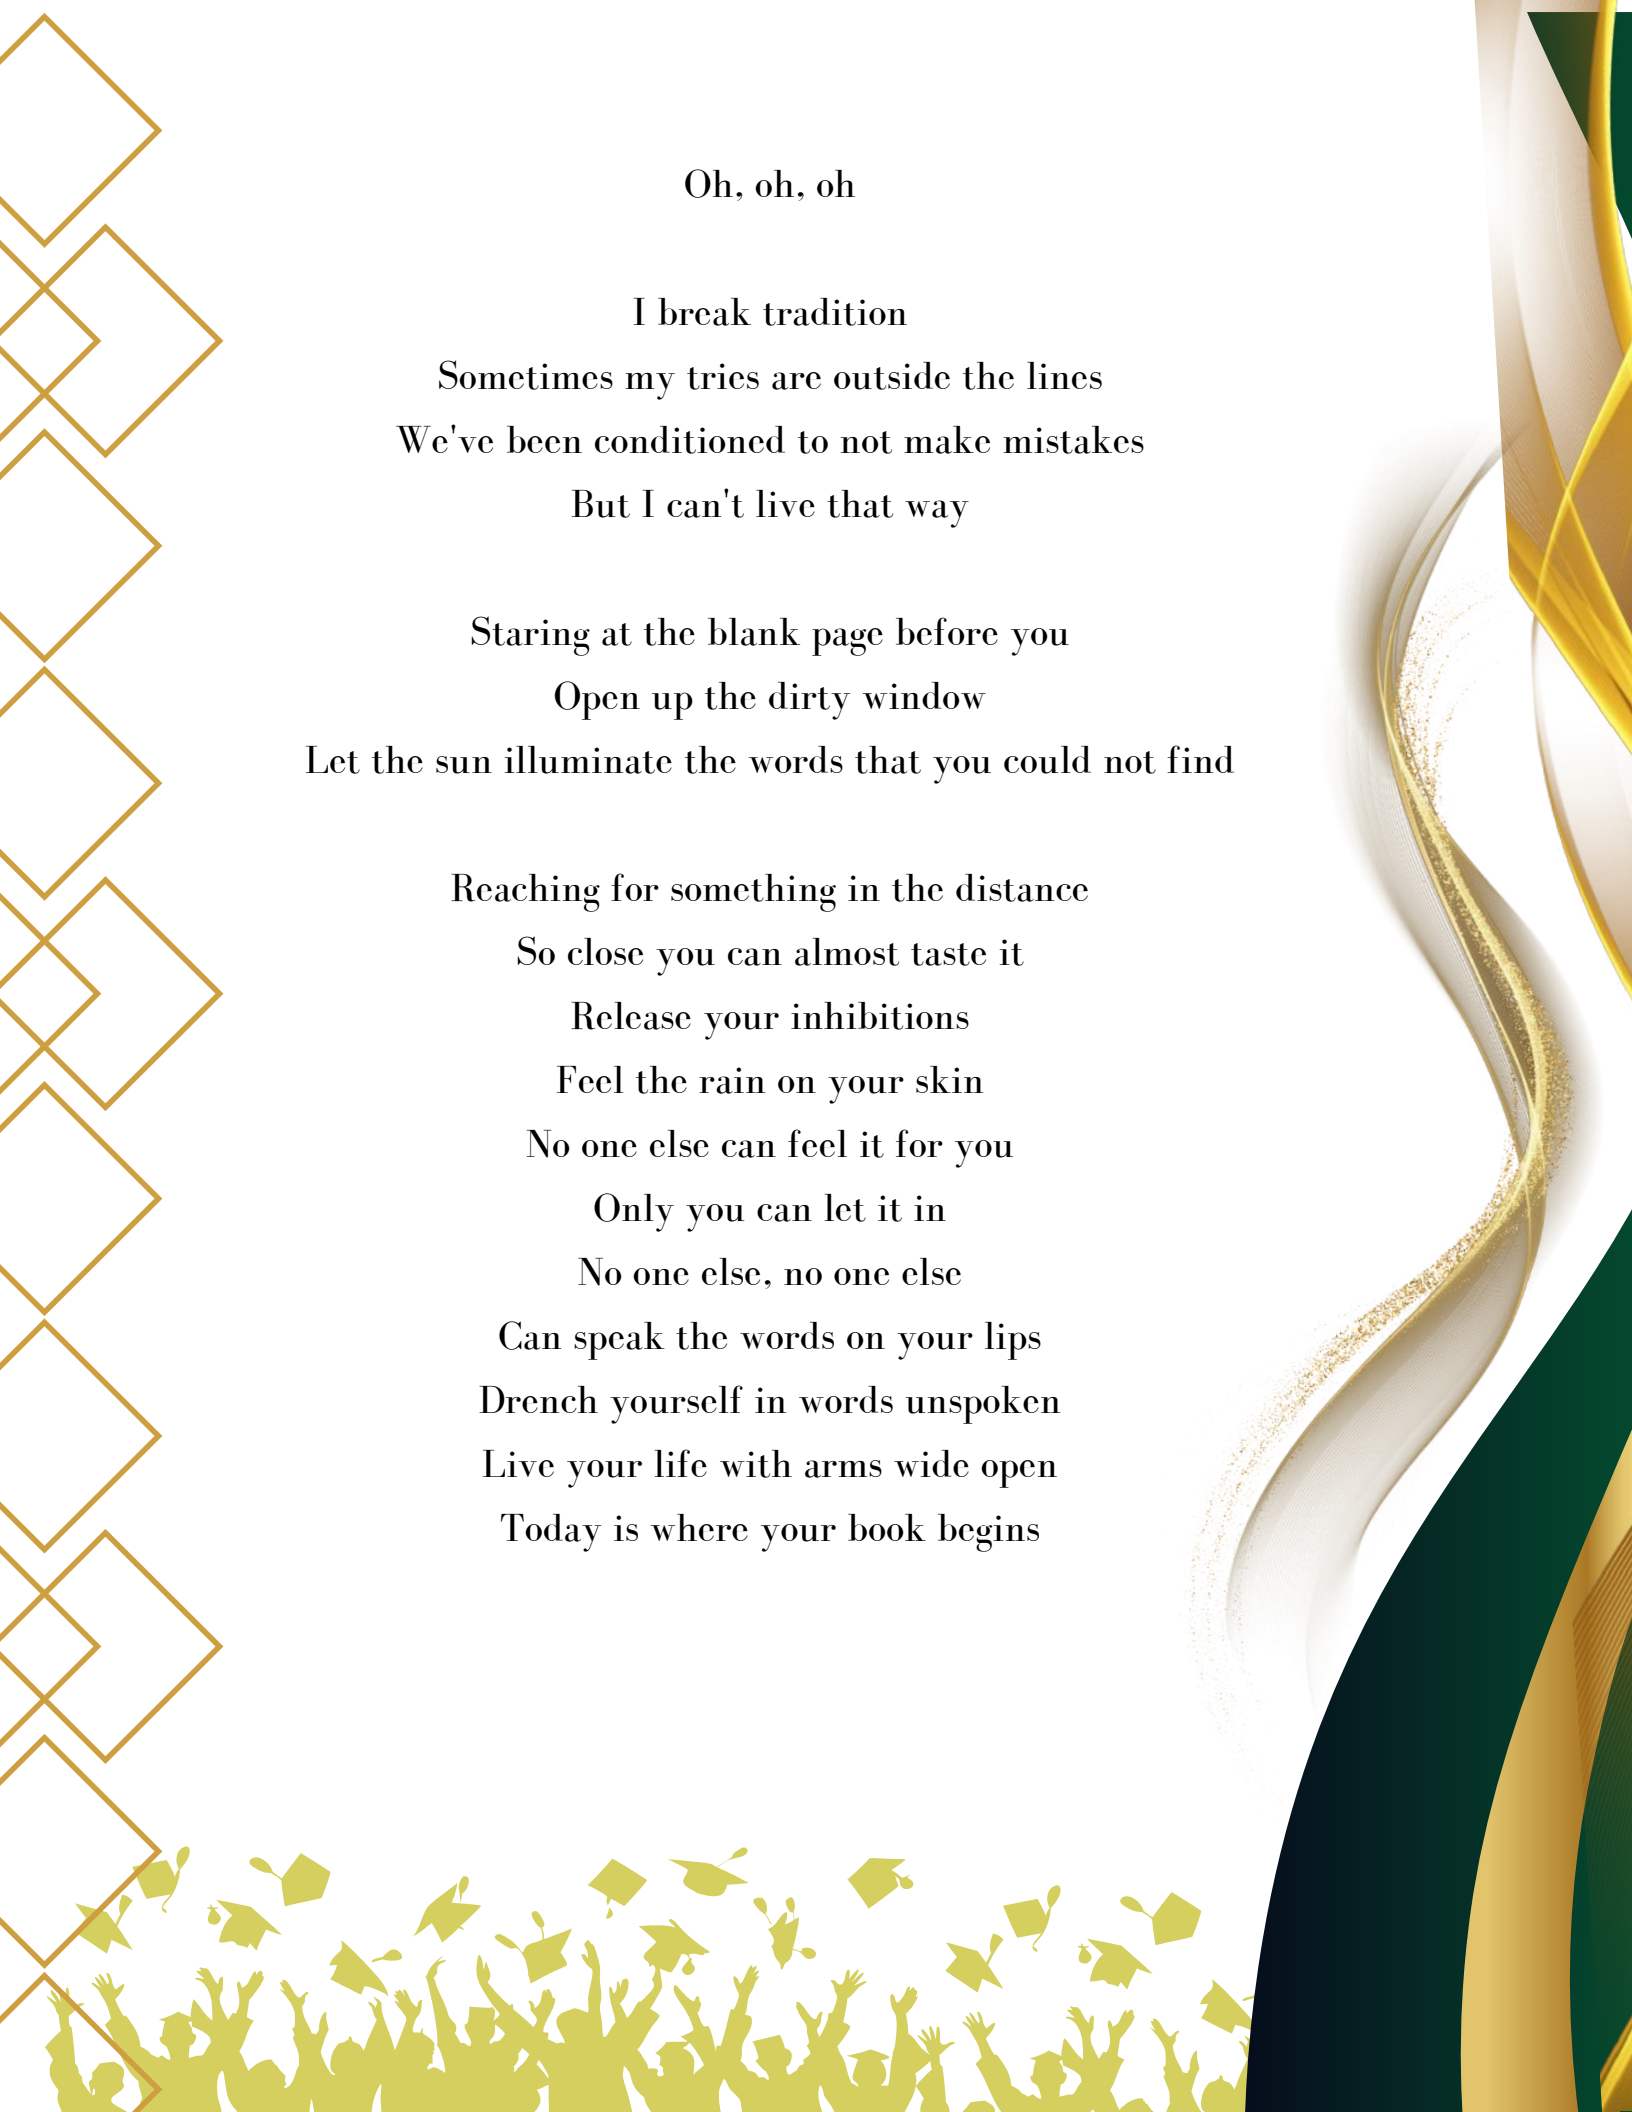 Oh, oh, oh
I break tradition
Sometimes my tries are outside the lines
We've been conditioned to not make mistakes
But I can't live that way
Staring at the blank page before you
Open up the dirty window
Let the sun illuminate the words that you could not find
Reaching for something in the distance
So close you can almost taste it
Release your inhibitions
Feel the rain on your skin
No one else can feel it for you
Only you can let it in
No one else, no one else
Can speak the words on your lips
Drench yourself in words unspoken
Live your life with arms wide open
Today is where your book begins